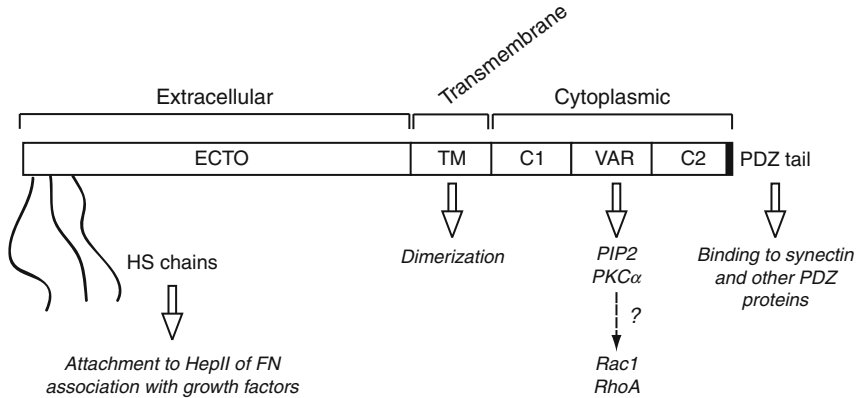 Transmembrane
Extracellular
Cytoplasmic
ECTO
TM
C1
VAR
C2
PDZ tail
HS chains
Dimerization
PIP2
PKCα
?
Rac1
RhoA
Binding to synectin
and other PDZ
proteins
Attachment to HepII of FN
association with growth factors